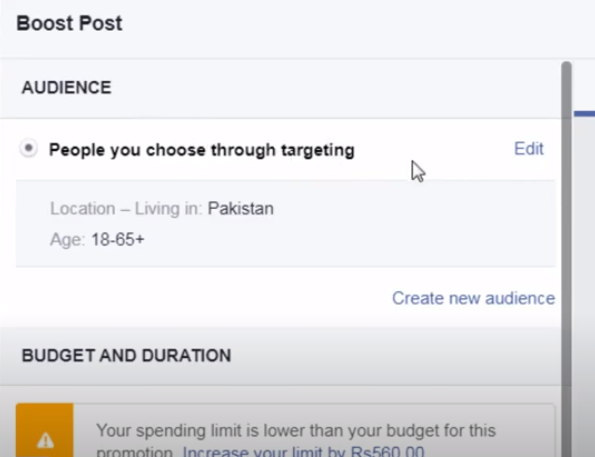 Boost Post
AUDIENCE
People you choose through targeting Edit
Location – Living in: Pakistan
Age: 18-65+
Create new audience
BUDGET AND DURATION
Your spending limit is lower than your budget for this
promotion. Increase your limit by Rs560.00